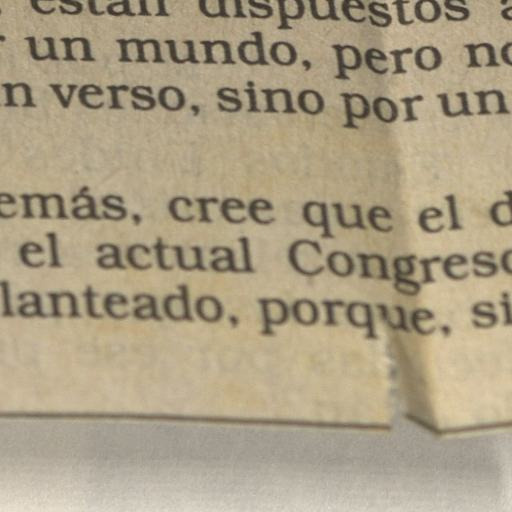 están dispuestos a
un mundo, pero no
n verso, sino por un
emás, cree que el d
el actual Congreso
lanteado, porque, si